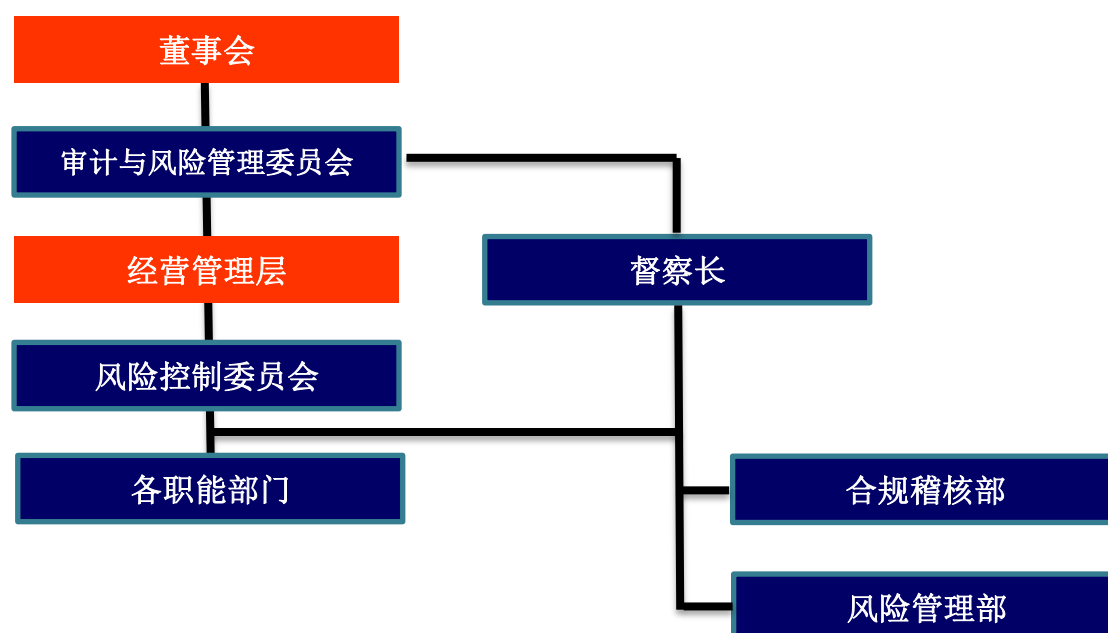 董事会
审计与风险管理委员会
经营管理层
督察长
风险控制委员会
各职能部门
合规稽核部
风险管理部